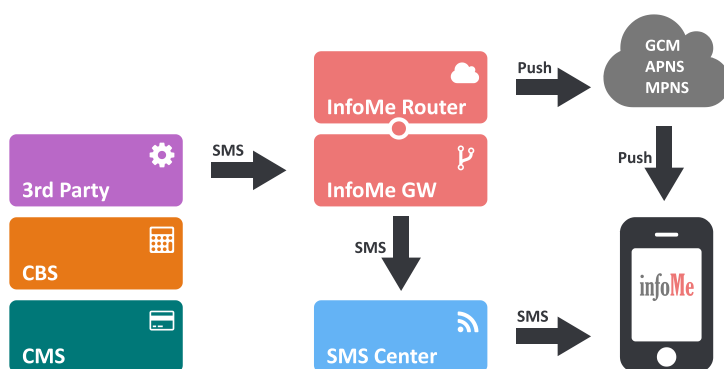 3rd Party
CBS
CMS
SMS
InfoMe Router
InfoMe GW
SMS
SMS Center
Push
GCM
APNS
MPNS
Push
SMS
infoMe